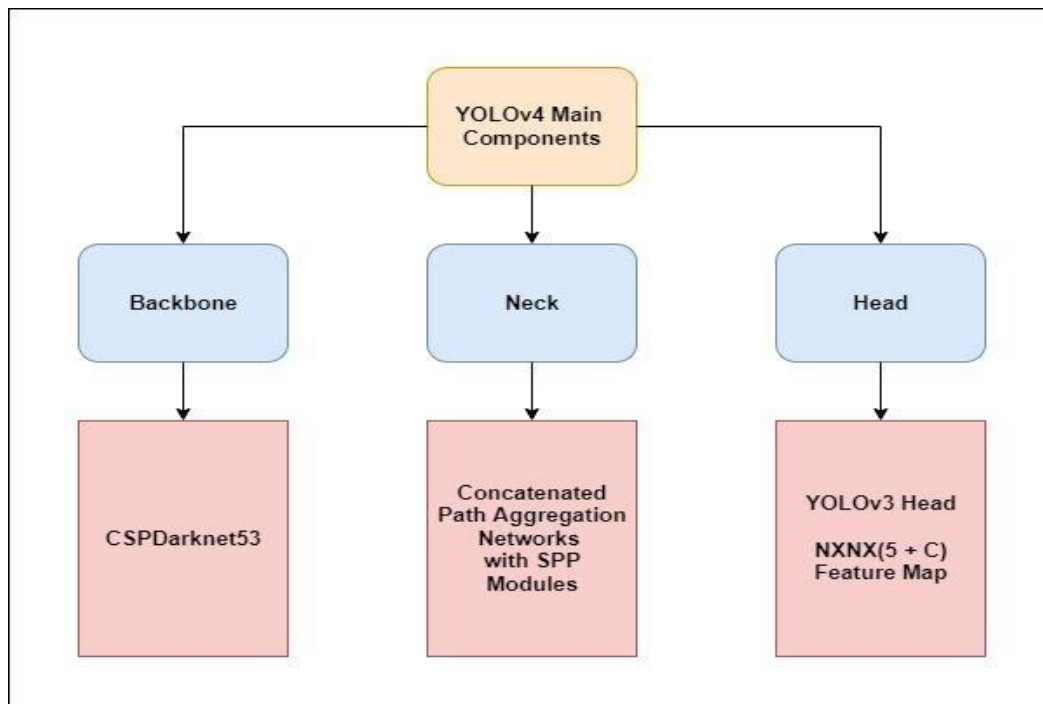 YOLOv4 Main
Components
Backbone
Neck
Head
CSPDarknet53
Concatenated
Path Aggregation
Networks
with SPP
Modules
YOLOv3 Head
NXNX(5 + C)
Feature Map